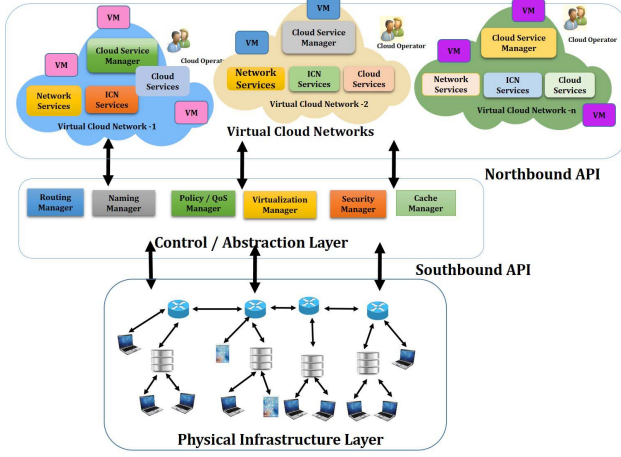 VM
VM
Cloud Service
Manager
Cloud Operator
Cloud
Services
Network
Services
ICN
Services
VM
Virtual Cloud Network -1
VM
VM
Cloud Service
Manager
Cloud Operator
Network
Services
ICN
Services
Cloud
Services
Virtual Cloud Network -2
VM
VM
Cloud Service
Manager
Cloud Operator
Network
Services
ICN
Services
Cloud
Services
Virtual Cloud Network -n
VM
Virtual Cloud Networks
Northbound API
Routing
Manager
Naming
Manager
Policy / QoS
Manager
Virtualization
Manager
Security
Manager
Cache
Manager
Control / Abstraction Layer
Southbound API
Physical Infrastructure Layer